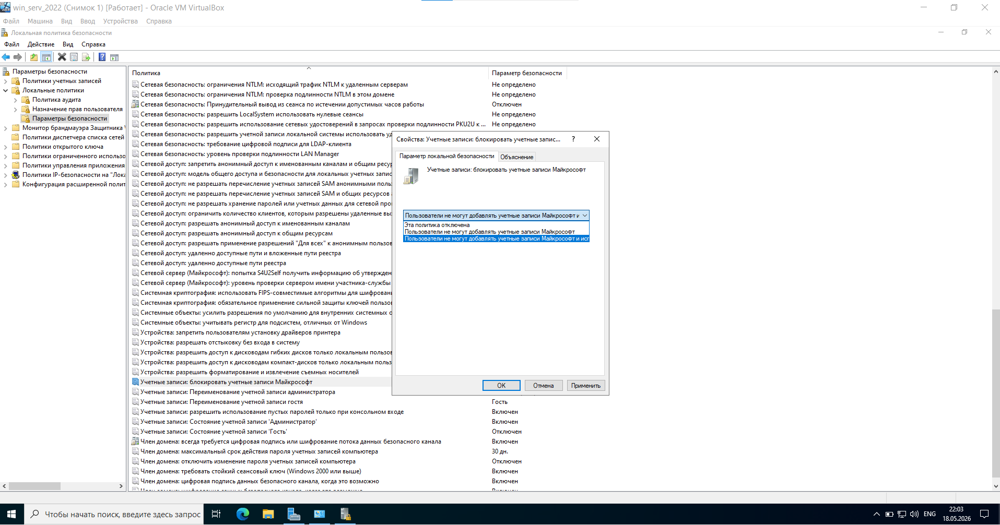 win_serv_2022 (Снимок 1) [Работает] - Oracle VM VirtualBox
Файл Машина Вид Ввод Устройства Справка
Локальная политика безопасности
Файл Действие Вид Справка
Параметры безопасности
Политики учетных записей
Локальные политики
Политика аудита
Назначение прав пользователя
Параметры безопасности
Монитор брандмауэра Защитника
Политики диспетчера списка сетей
Политики открытого ключа
Политики ограниченного использо
Политики управления приложения
Политики IP-безопасности на "Лока
Конфигурация расширенной полит
Политика Параметр безопасности
Сетевая безопасность: ограничения NTLM: исходящий трафик NTLM к удаленным серверам Не определено
Сетевая безопасность: ограничения NTLM: проверка подлинности NTLM в этом домене Не определено
Сетевая безопасность: Принудительный вывод из сеанса по истечении допустимых часов работы Отключен
Сетевая безопасность: разрешить LocalSystem использовать нулевые сеансы Не определено
Сетевая безопасность: разрешить использование сетевых удостоверений в запросах проверки подлинности PKU2U к ... Не определено
Сетевая безопасность: разрешить учетной записи локальной системы использовать уд
Сетевая безопасность: требование цифровой подписи для LDAP-клиента
Сетевая безопасность: уровень проверки подлинности LAN Manager
Сетевой доступ: запретить анонимный доступ к именованным каналам и общим ресур
Сетевой доступ: модель общего доступа и безопасности для локальных учетных запис
Сетевой доступ: не разрешать перечисление учетных записей SAM анонимными поль
Сетевой доступ: не разрешать перечисление учетных записей SAM и общих ресурсов
Сетевой доступ: не разрешать хранение паролей или учетных данных для сетевой про
Сетевой доступ: ограничить количество клиентов, которым разрешены удаленные вы
Сетевой доступ: разрешать анонимный доступ к именованным каналам
Сетевой доступ: разрешать анонимный доступ к общим ресурсам
Сетевой доступ: разрешать применение разрешений "Для всех" к анонимным пользов
Сетевой доступ: удаленно доступные пути и вложенные пути реестра
Сетевой доступ: удаленно доступные пути реестра
Сетевой сервер (Майкрософт): попытка S4U2Self получить информацию об утвержден
Сетевой сервер (Майкрософт): уровень проверки сервером имени участника-службы
Системная криптография: использовать FIPS-совместимые алгоритмы для шифрован
Системная криптография: обязательное применение сильной защиты ключей пользо
Системные объекты: усилить разрешения по умолчанию для внутренних системных о
Системные объекты: учитывать регистр для подсистем, отличных от Windows
Устройства: запретить пользователям установку драйверов принтера
Устройства: разрешать отстыковку без входа в систему
Устройства: разрешить доступ к дисководам гибких дисков только локальным пользо
Устройства: разрешить доступ к дисководам компакт-дисков только локальным поль
Устройства: разрешить форматирование и извлечение съемных носителей
Учетные записи: блокировать учетные записи Майкрософт
Учетные записи: Переименование учетной записи администратора
Учетные записи: Переименование учетной записи гостя Гость
Учетные записи: разрешить использование пустых паролей только при консольном входе Включен
Учетные записи: Состояние учетной записи 'Администратор' Включен
Учетные записи: Состояние учетной записи 'Гость' Отключен
Член домена: всегда требуется цифровая подпись или шифрование потока данных безопасного канала Включен
Член домена: максимальный срок действия пароля учетных записей компьютера 30 дн.
Член домена: отключить изменение пароля учетных записей компьютера Отключен
Член домена: требовать стойкий сеансовый ключ (Windows 2000 или выше) Включен
Член домена: цифровая подпись данных безопасного канала, когда это возможно Включен
Свойства: Учетные записи: блокировать учетные запис... ?
Параметр локальной безопасности Объяснение
Учетные записи: блокировать учетные записи Майкрософт
Пользователи не могут добавлять учетные записи Майкрософт и
Эта политика отключена
Пользователи не могут добавлять учетные записи Майкрософт
Пользователи не могут добавлять учетные записи Майкрософт и исп
OK Отмена Применить
Чтобы начать поиск, введите здесь запрос
ENG
22:03
18.05.2026